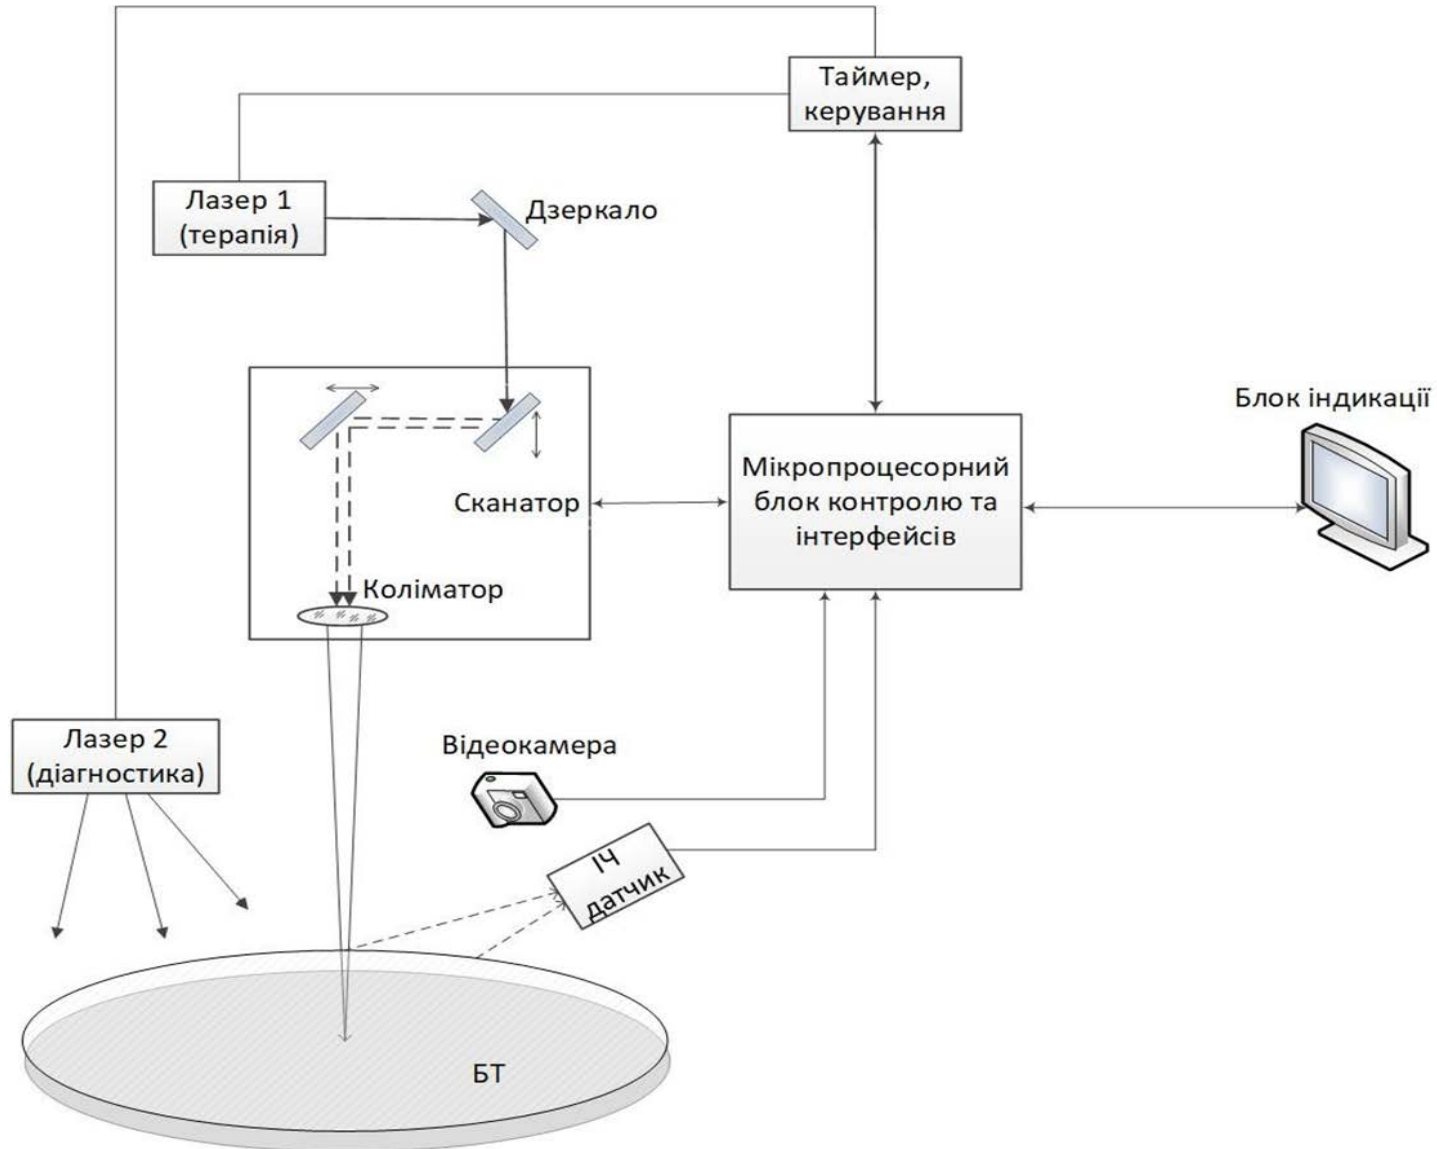 Таймер,
керування
Лазер 1
(терапія)
Дзеркало
Блок індикації
Мікропроцесорний
блок контролю та
інтерфейсів
Сканатор
Коліматор
Лазер 2
(діагностика)
Відеокамера
ІЧ
датчик
БТ